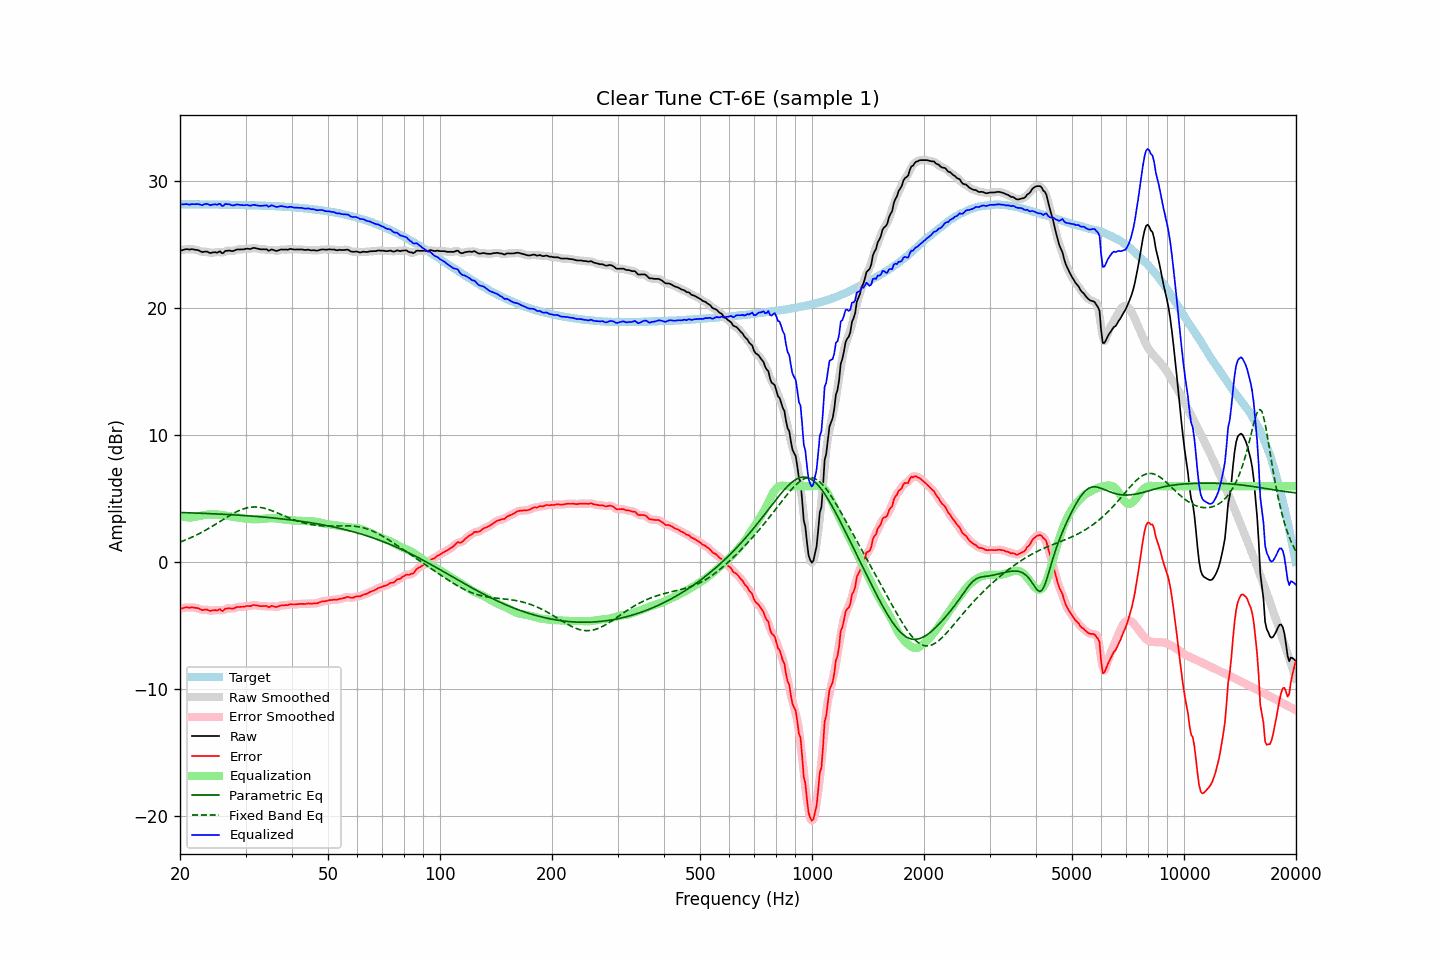 Clear Tune CT-6E (sample 1)
Amplitude (dBr)
30
20
10
0
−10
−20
Target
Raw Smoothed
Error Smoothed
Raw
Error
Equalization
Parametric Eq
Fixed Band Eq
Equalized
20 50 100 200 500 1000 2000 5000 10000 20000
Frequency (Hz)